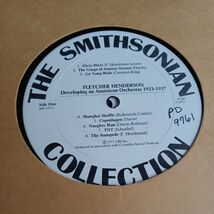 THE SMITHSONIAN
COLLECTION
FLETCHER HENDERSON
Developing an American Orchestra 1923-1937
Side One
1. Dicty Blues (F. Henderson-Lovett)
2. The Gouge of Armour Avenue (Handy)
3. Go 'Long Mule (Creamer-King)
4. Shanghai Shuffle (Rodemich-Conley)
5. Copenhagen (Davis)
6. Naughty Man (Dixon-Redman)
7. TNT (Schoebel)
8. The Stampede (F. Henderson)
PD
9961